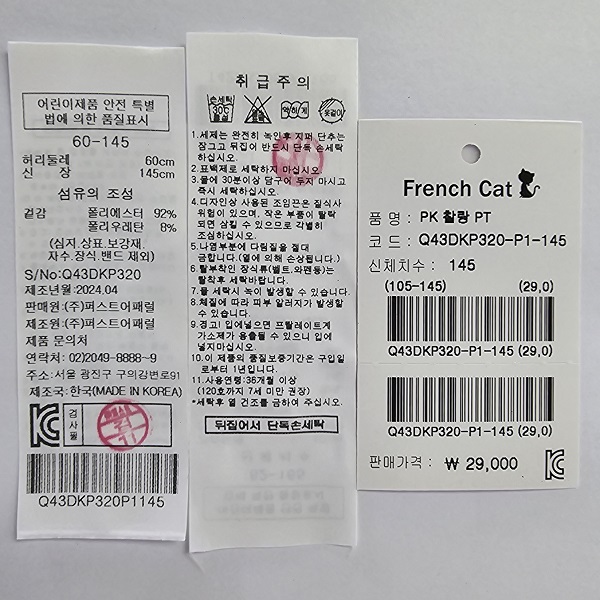 어린이제품 안전 특별
법에 의한 품질표시
60-145
허리둘레 60cm
신 장 145cm
섬유의 조성
겉감 폴리에스터 92%
폴리우레탄 8%
(심지.상표.보강재.
자수.장식.밴드 제외)
S/No:Q43DKP320
제조년월:2024.04
판매원:(주)퍼스트어패럴
제조원:(주)퍼스트어패럴
제품 문의처
연락처: 02)2049-8888~9
주소:서울 광진구 구의강변로91
제조국:한국(MADE IN KOREA)
검사필
Q43DKP320P1145
취급주의
손세탁
30℃
중성
약하게
옷걸이
1.세제는 완전히 녹인후 지퍼 단추는
잠그고 뒤집어 반드시 단독 손세탁
하십시오.
2.표백제로 세탁하지 마십시오.
3.물에 30분이상 담구어 두지 마시고
즉시 세탁하십시오.
4.디자인상 사용된 조임끈은 질식사
위험이 있으며, 작은 부품이 탈락
되면 삼킬 수 있으므로 각별히
조심하십시오.
5.나염부분에 다림질을 절대
금합니다.(열에 의해 손상됩니다.)
6.탈부착인 장식류(벨트.와펜등)는
탈착후 세탁바랍니다.
7.세탁시 녹이 발생할 수 있습니다.
8.체질에 따라 피부 알러지가 발생할
수 있습니다.
9.경고! 입에넣으면 프탈레이트계
가소제가 용출될 수 있으니 입에
넣지마십시오.
10.이 제품의 품질보증기간은 구입일
로부터 1년입니다.
11.사용연령:36개월 이상
(120호까지 7세 미만 권장)
*세탁후 열 건조를 금하여 주십시오.
뒤집어서 단독손세탁
French Cat
품 명 : PK 찰랑 PT
코 드 : Q43DKP320-P1-145
신체치수 : 145
(105-145) (29,0)
Q43DKP320-P1-145 (29,0)
Q43DKP320-P1-145 (29,0)
판매가격 : ₩ 29,000